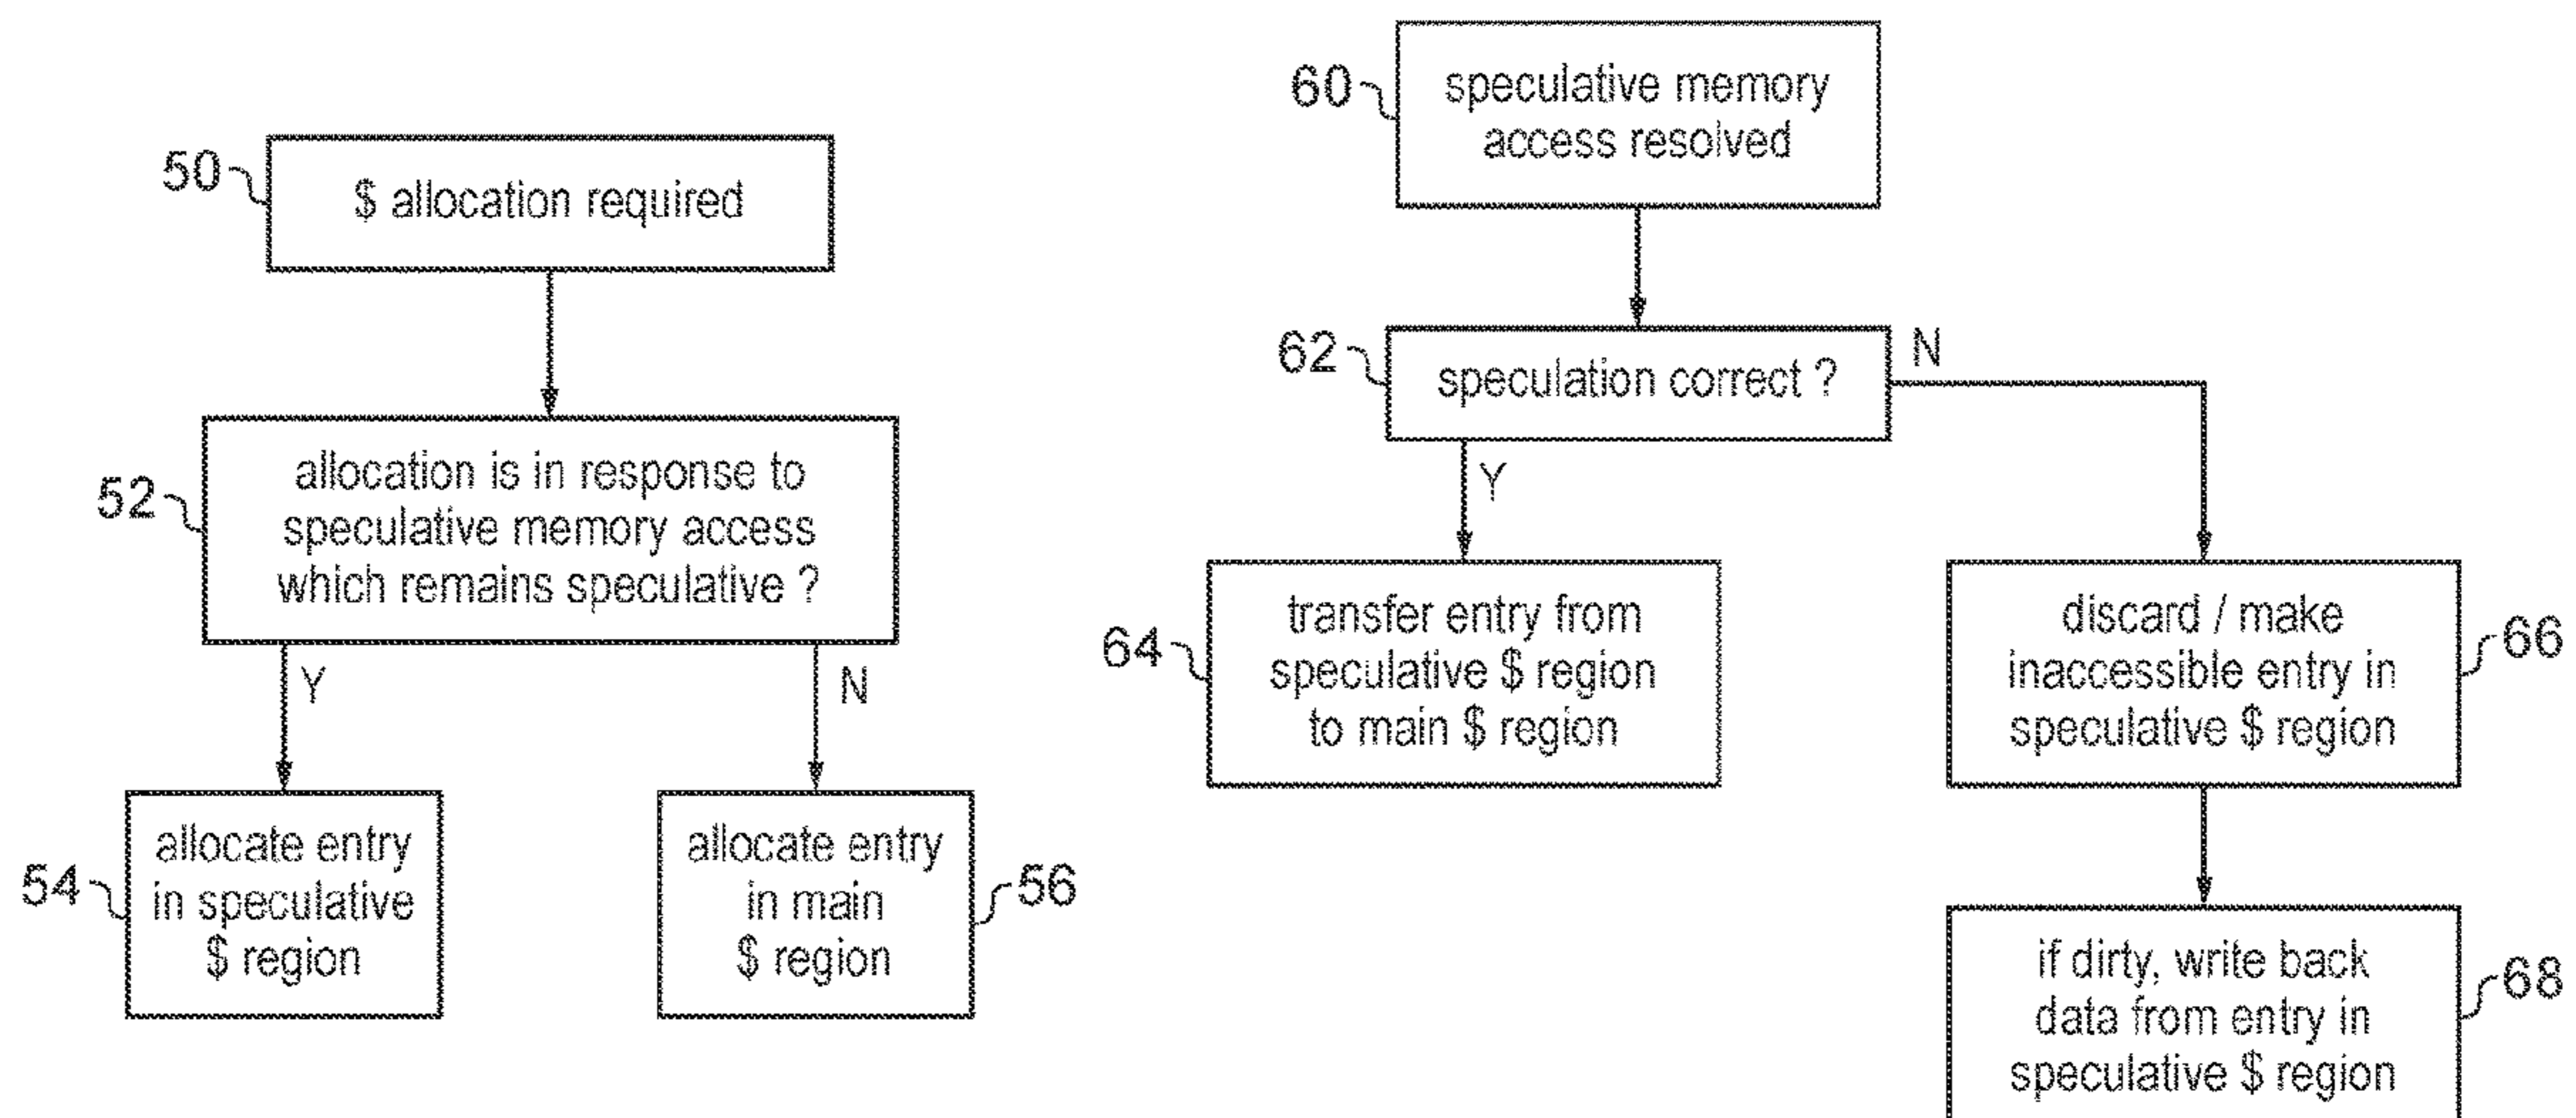 50
$ allocation required
52
allocation is in response to
speculative memory access
which remains speculative ?
Y
N
54
allocate entry
in speculative
$ region
allocate entry
in main
$ region
56
60
speculative memory
access resolved
62
speculation correct ?
N
Y
64
transfer entry from
speculative $ region
to main $ region
discard / make
inaccessible entry in
speculative $ region
66
if dirty, write back
data from entry in
speculative $ region
68